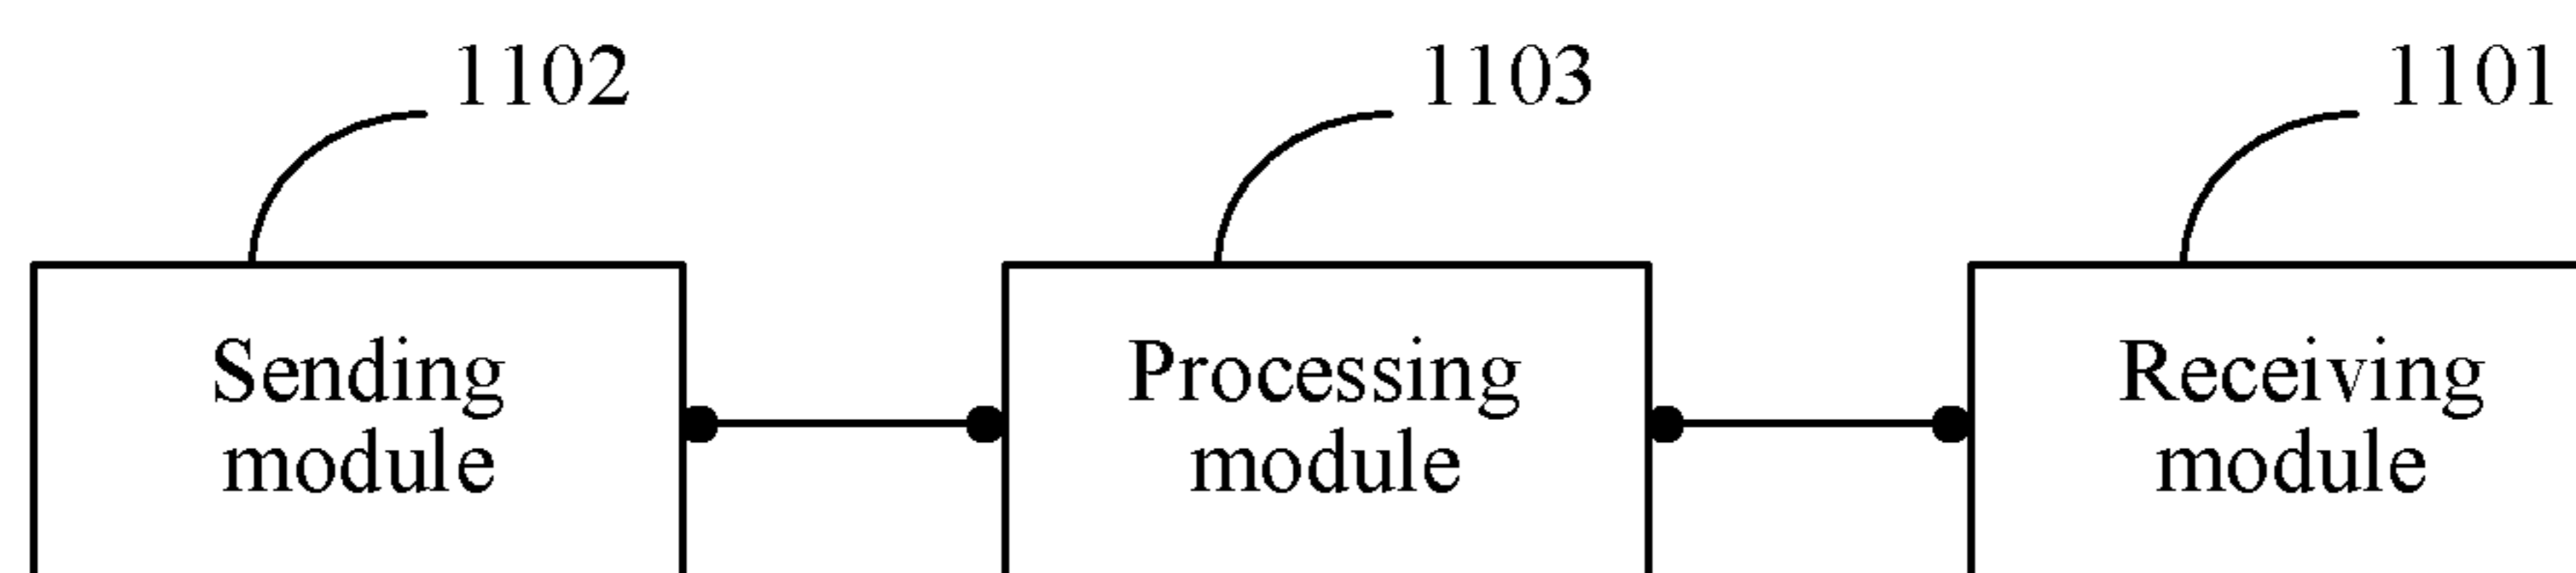 1102
1103
1101
Sending
module
Processing
module
Receiving
module